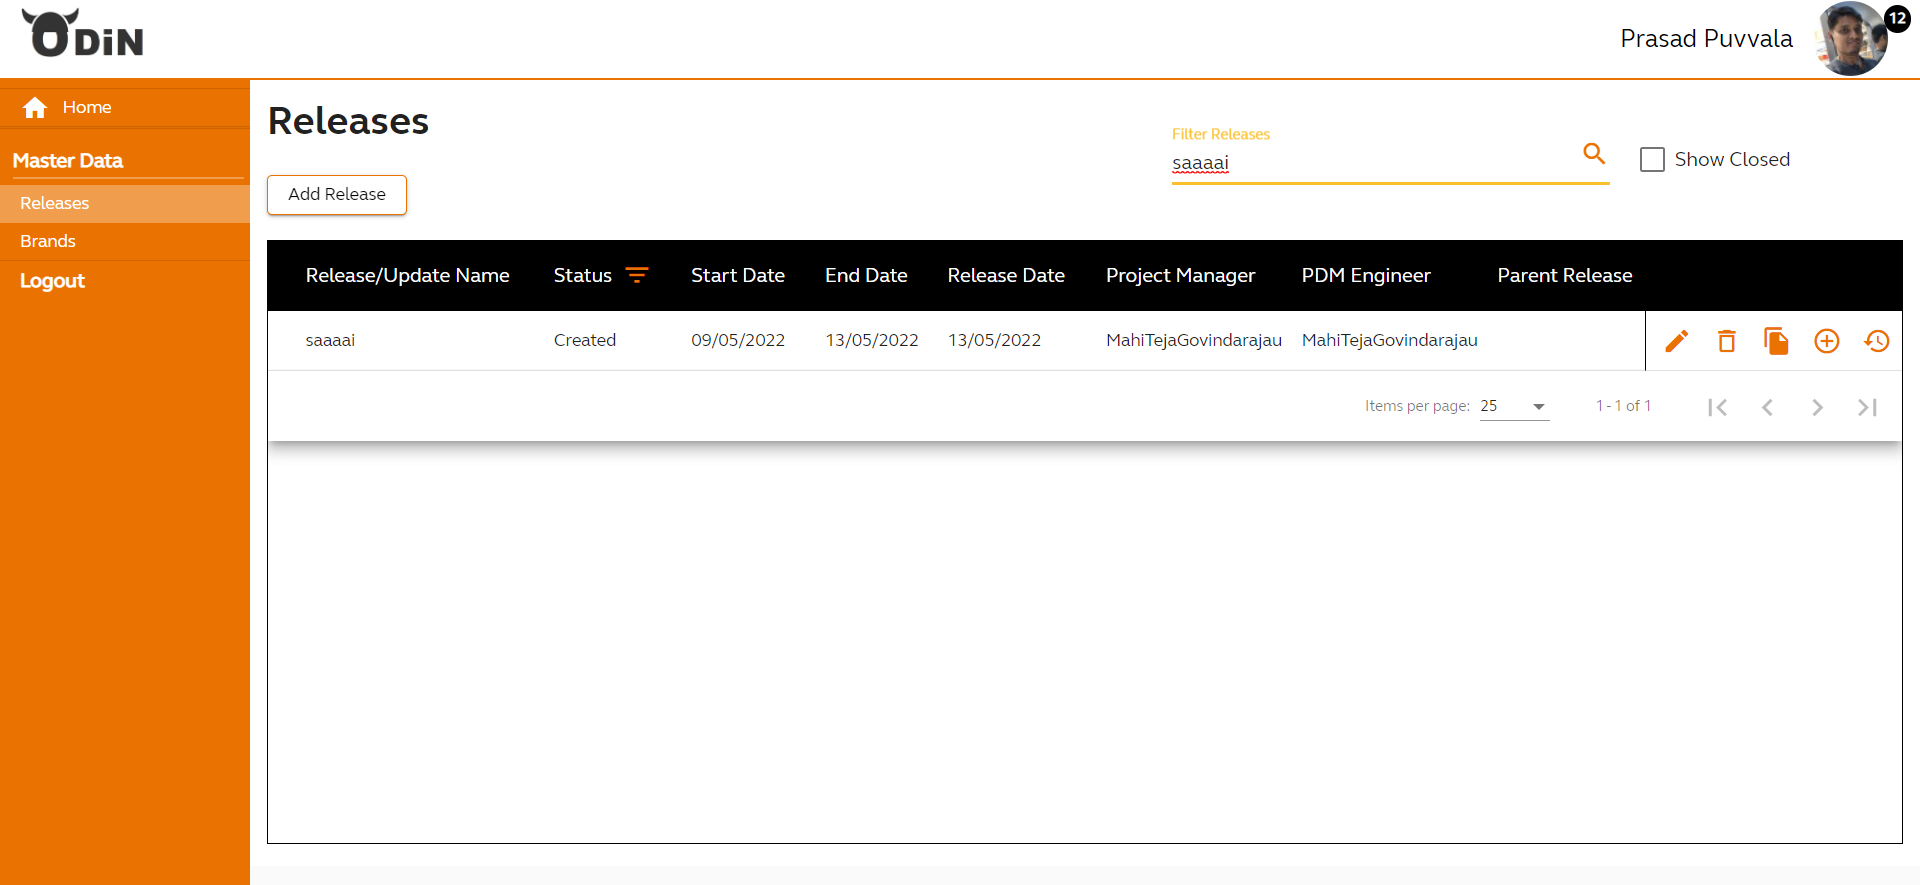 ODiN
Prasad Puvvala
12
Home
Master Data
Releases
Brands
Logout
Releases
Filter Releases
saaaai
Show Closed
Add Release
Release/Update Name Status Start Date End Date Release Date Project Manager PDM Engineer Parent Release
saaaai Created 09/05/2022 13/05/2022 13/05/2022 MahiTejaGovindarajau MahiTejaGovindarajau
Items per page: 25 1 - 1 of 1